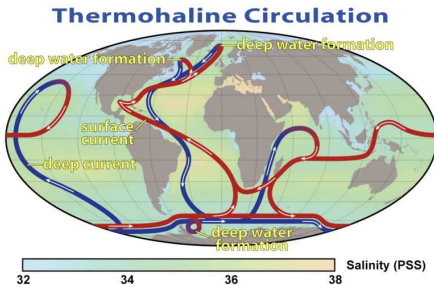 Thermohaline Circulation
deep water formation
deep water
formation
surface
current
deep current
deep water
formation
Salinity (PSS)
32 34 36 38